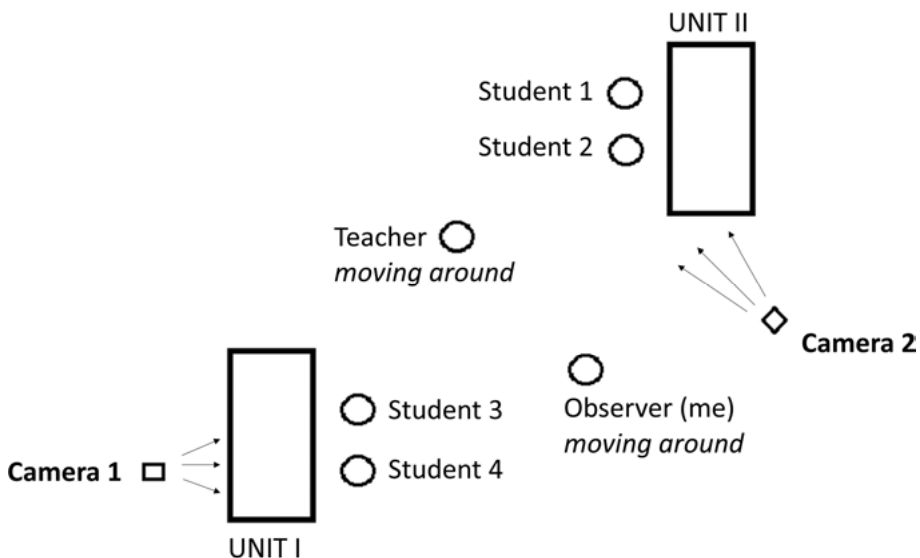 UNIT II
Student 1
Student 2
Teacher
moving around
Camera 2
Student 3
Observer (me)
moving around
Camera 1
Student 4
UNIT I